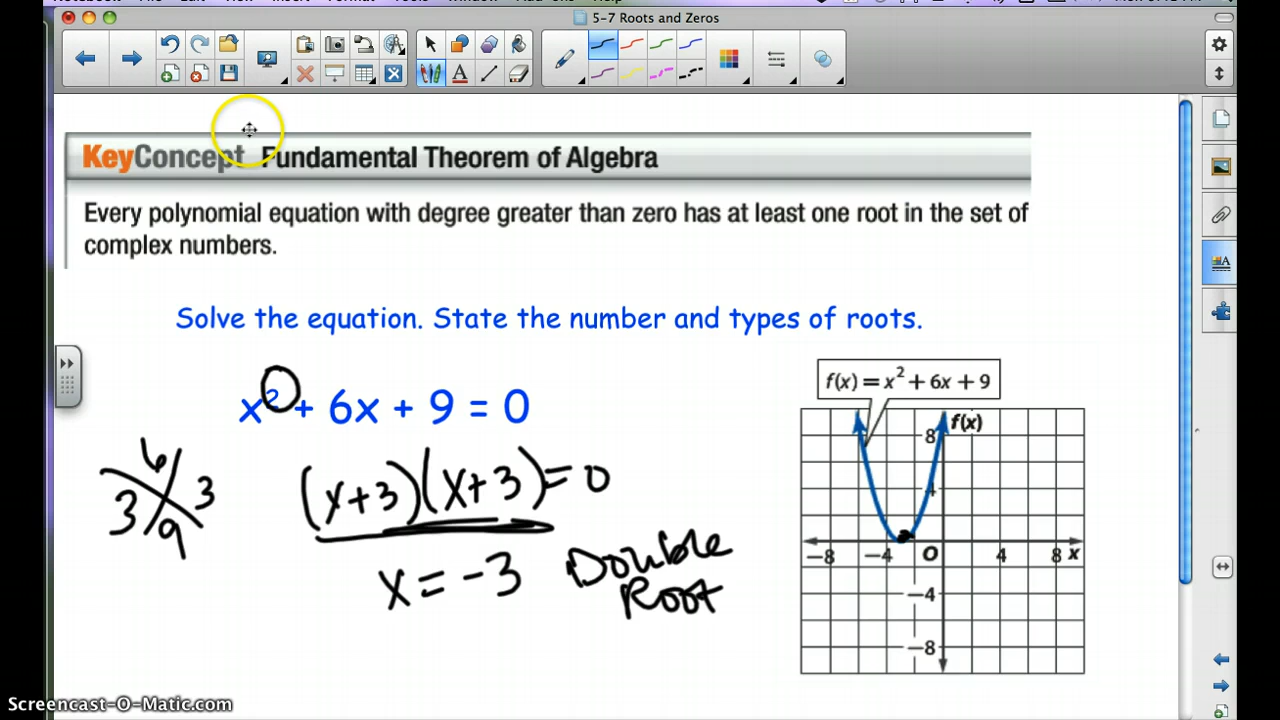 5-7 Roots and Zeros
KeyConcept Fundamental Theorem of Algebra
Every polynomial equation with degree greater than zero has at least one root in the set of
complex numbers.
Solve the equation. State the number and types of roots.
x² + 6x + 9 = 0
6
3 3
9
(x+3)(x+3)=0
x = -3
Double
Root
f(x) = x² + 6x + 9
f(x)
8
4
−8 −4 O 4 8 x
−4
−8
Screencast-O-Matic.com